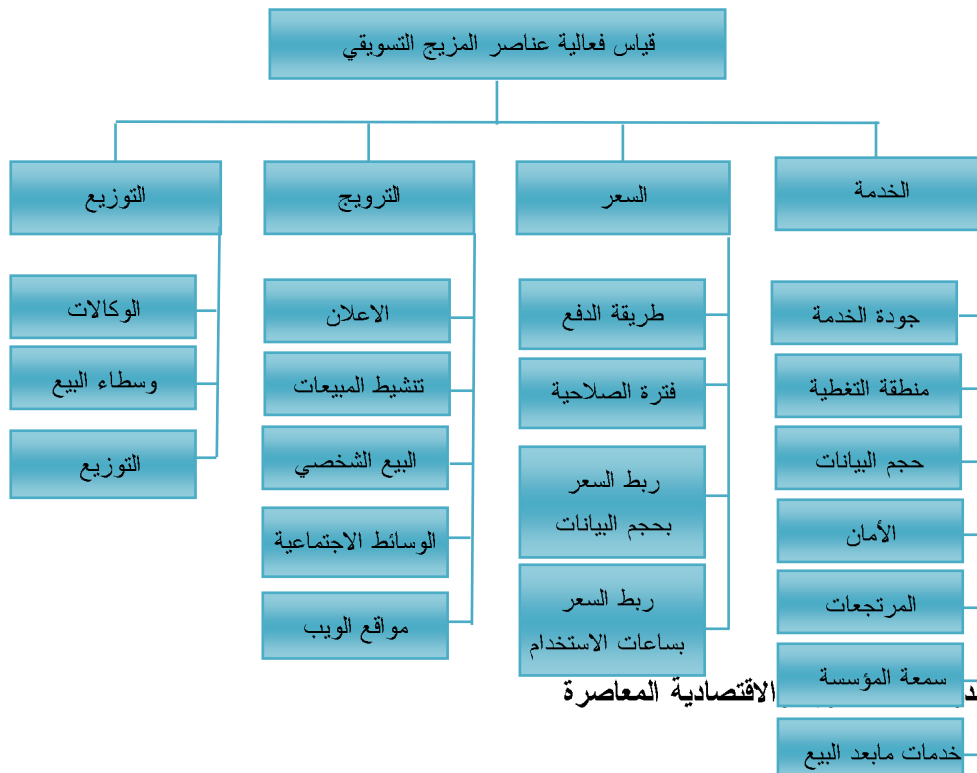 قياس فعالية عناصر المزيج التسويقي
الخدمة
السعر
الترويج
التوزيع
جودة الخدمة
منطقة التغطية
حجم البيانات
الأمان
المرتجعات
سمعة المؤسسة
خدمات مابعد البيع
طريقة الدفع
فترة الصلاحية
ربط السعر
بحجم البيانات
ربط السعر
بساعات الاستخدام
الاعلان
تنشيط المبيعات
البيع الشخصي
الوسائط الاجتماعية
مواقع الويب
الوكالات
وسطاء البيع
التوزيع
الاقتصادية المعاصرة